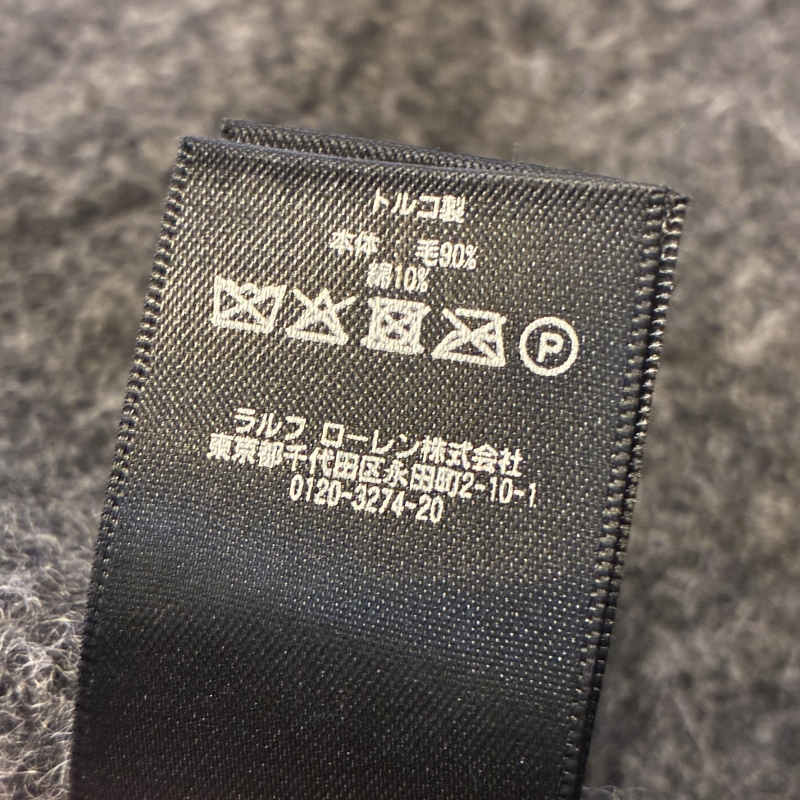 トルコ製
本体 毛90%
綿10%
P
ラルフ ローレン株式会社
東京都千代田区永田町2-10-1
0120-3274-20